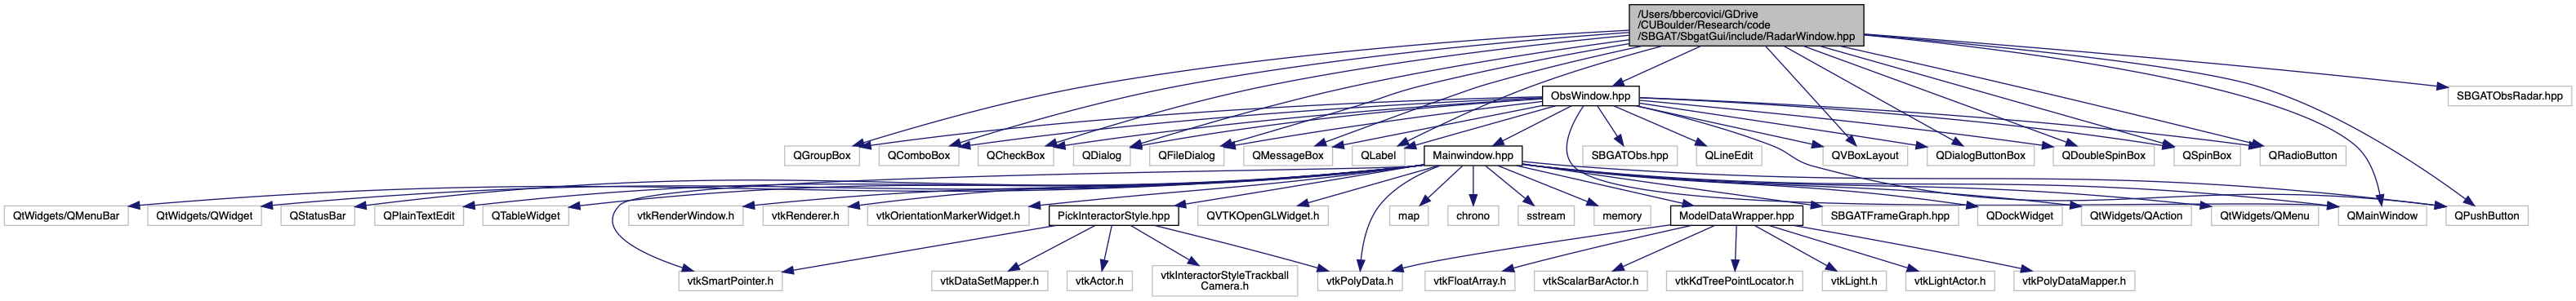 /Users/bbercovici/GDrive
/CUBoulder/Research/code
/SBGAT/SbgatGui/include/RadarWindow.hpp
ObsWindow.hpp
SBGATObsRadar.hpp
QGroupBox
QComboBox
QCheckBox
QDialog
QFileDialog
QMessageBox
QLabel
Mainwindow.hpp
SBGATObs.hpp
QLineEdit
QVBoxLayout
QDialogButtonBox
QDoubleSpinBox
QSpinBox
QRadioButton
QtWidgets/QMenuBar
QtWidgets/QWidget
QStatusBar
QPlainTextEdit
QTableWidget
vtkRenderWindow.h
vtkRenderer.h
vtkOrientationMarkerWidget.h
PickInteractorStyle.hpp
QVTKOpenGLWidget.h
map
chrono
sstream
memory
ModelDataWrapper.hpp
SBGATFrameGraph.hpp
QDockWidget
QtWidgets/QAction
QtWidgets/QMenu
QMainWindow
QPushButton
vtkSmartPointer.h
vtkDataSetMapper.h
vtkActor.h
vtkInteractorStyleTrackball
Camera.h
vtkPolyData.h
vtkFloatArray.h
vtkScalarBarActor.h
vtkKdTreePointLocator.h
vtkLight.h
vtkLightActor.h
vtkPolyDataMapper.h